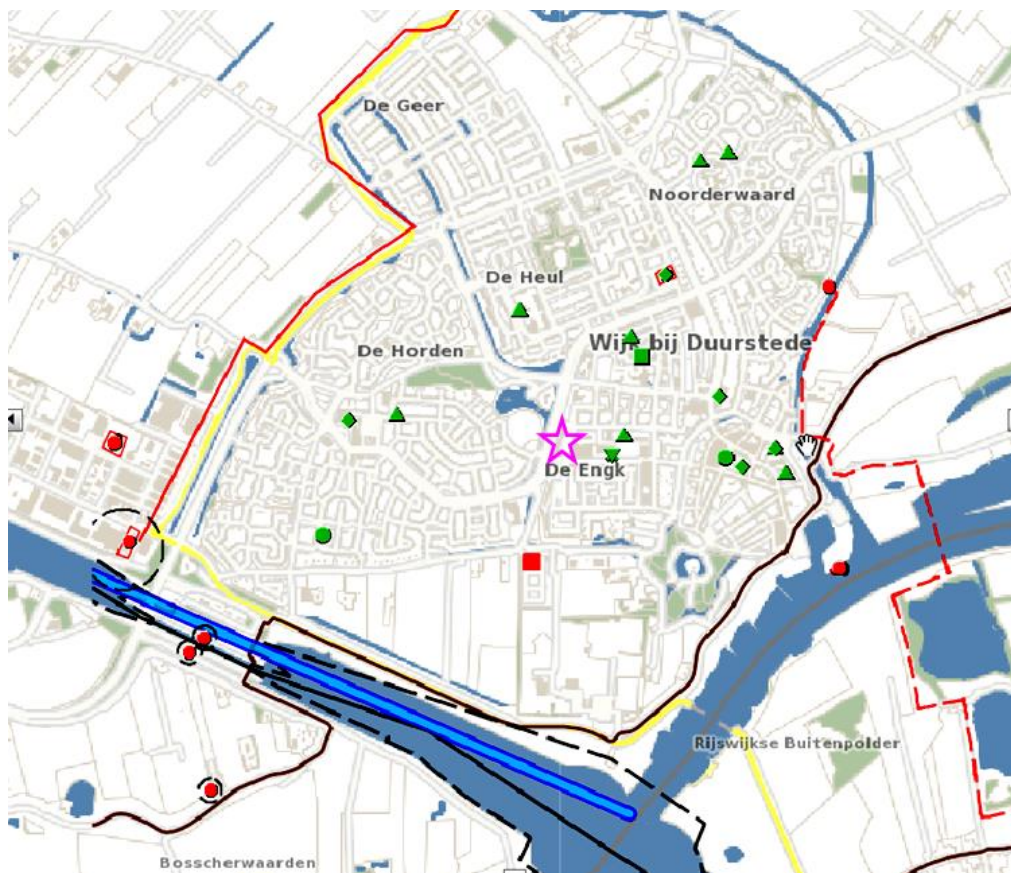 De Geer
Noorderwaard
De Heul
Wijk bij Duurstede
De Horden
De Engk
Rijswijkse Buitenpolder
Bosscherwaarden